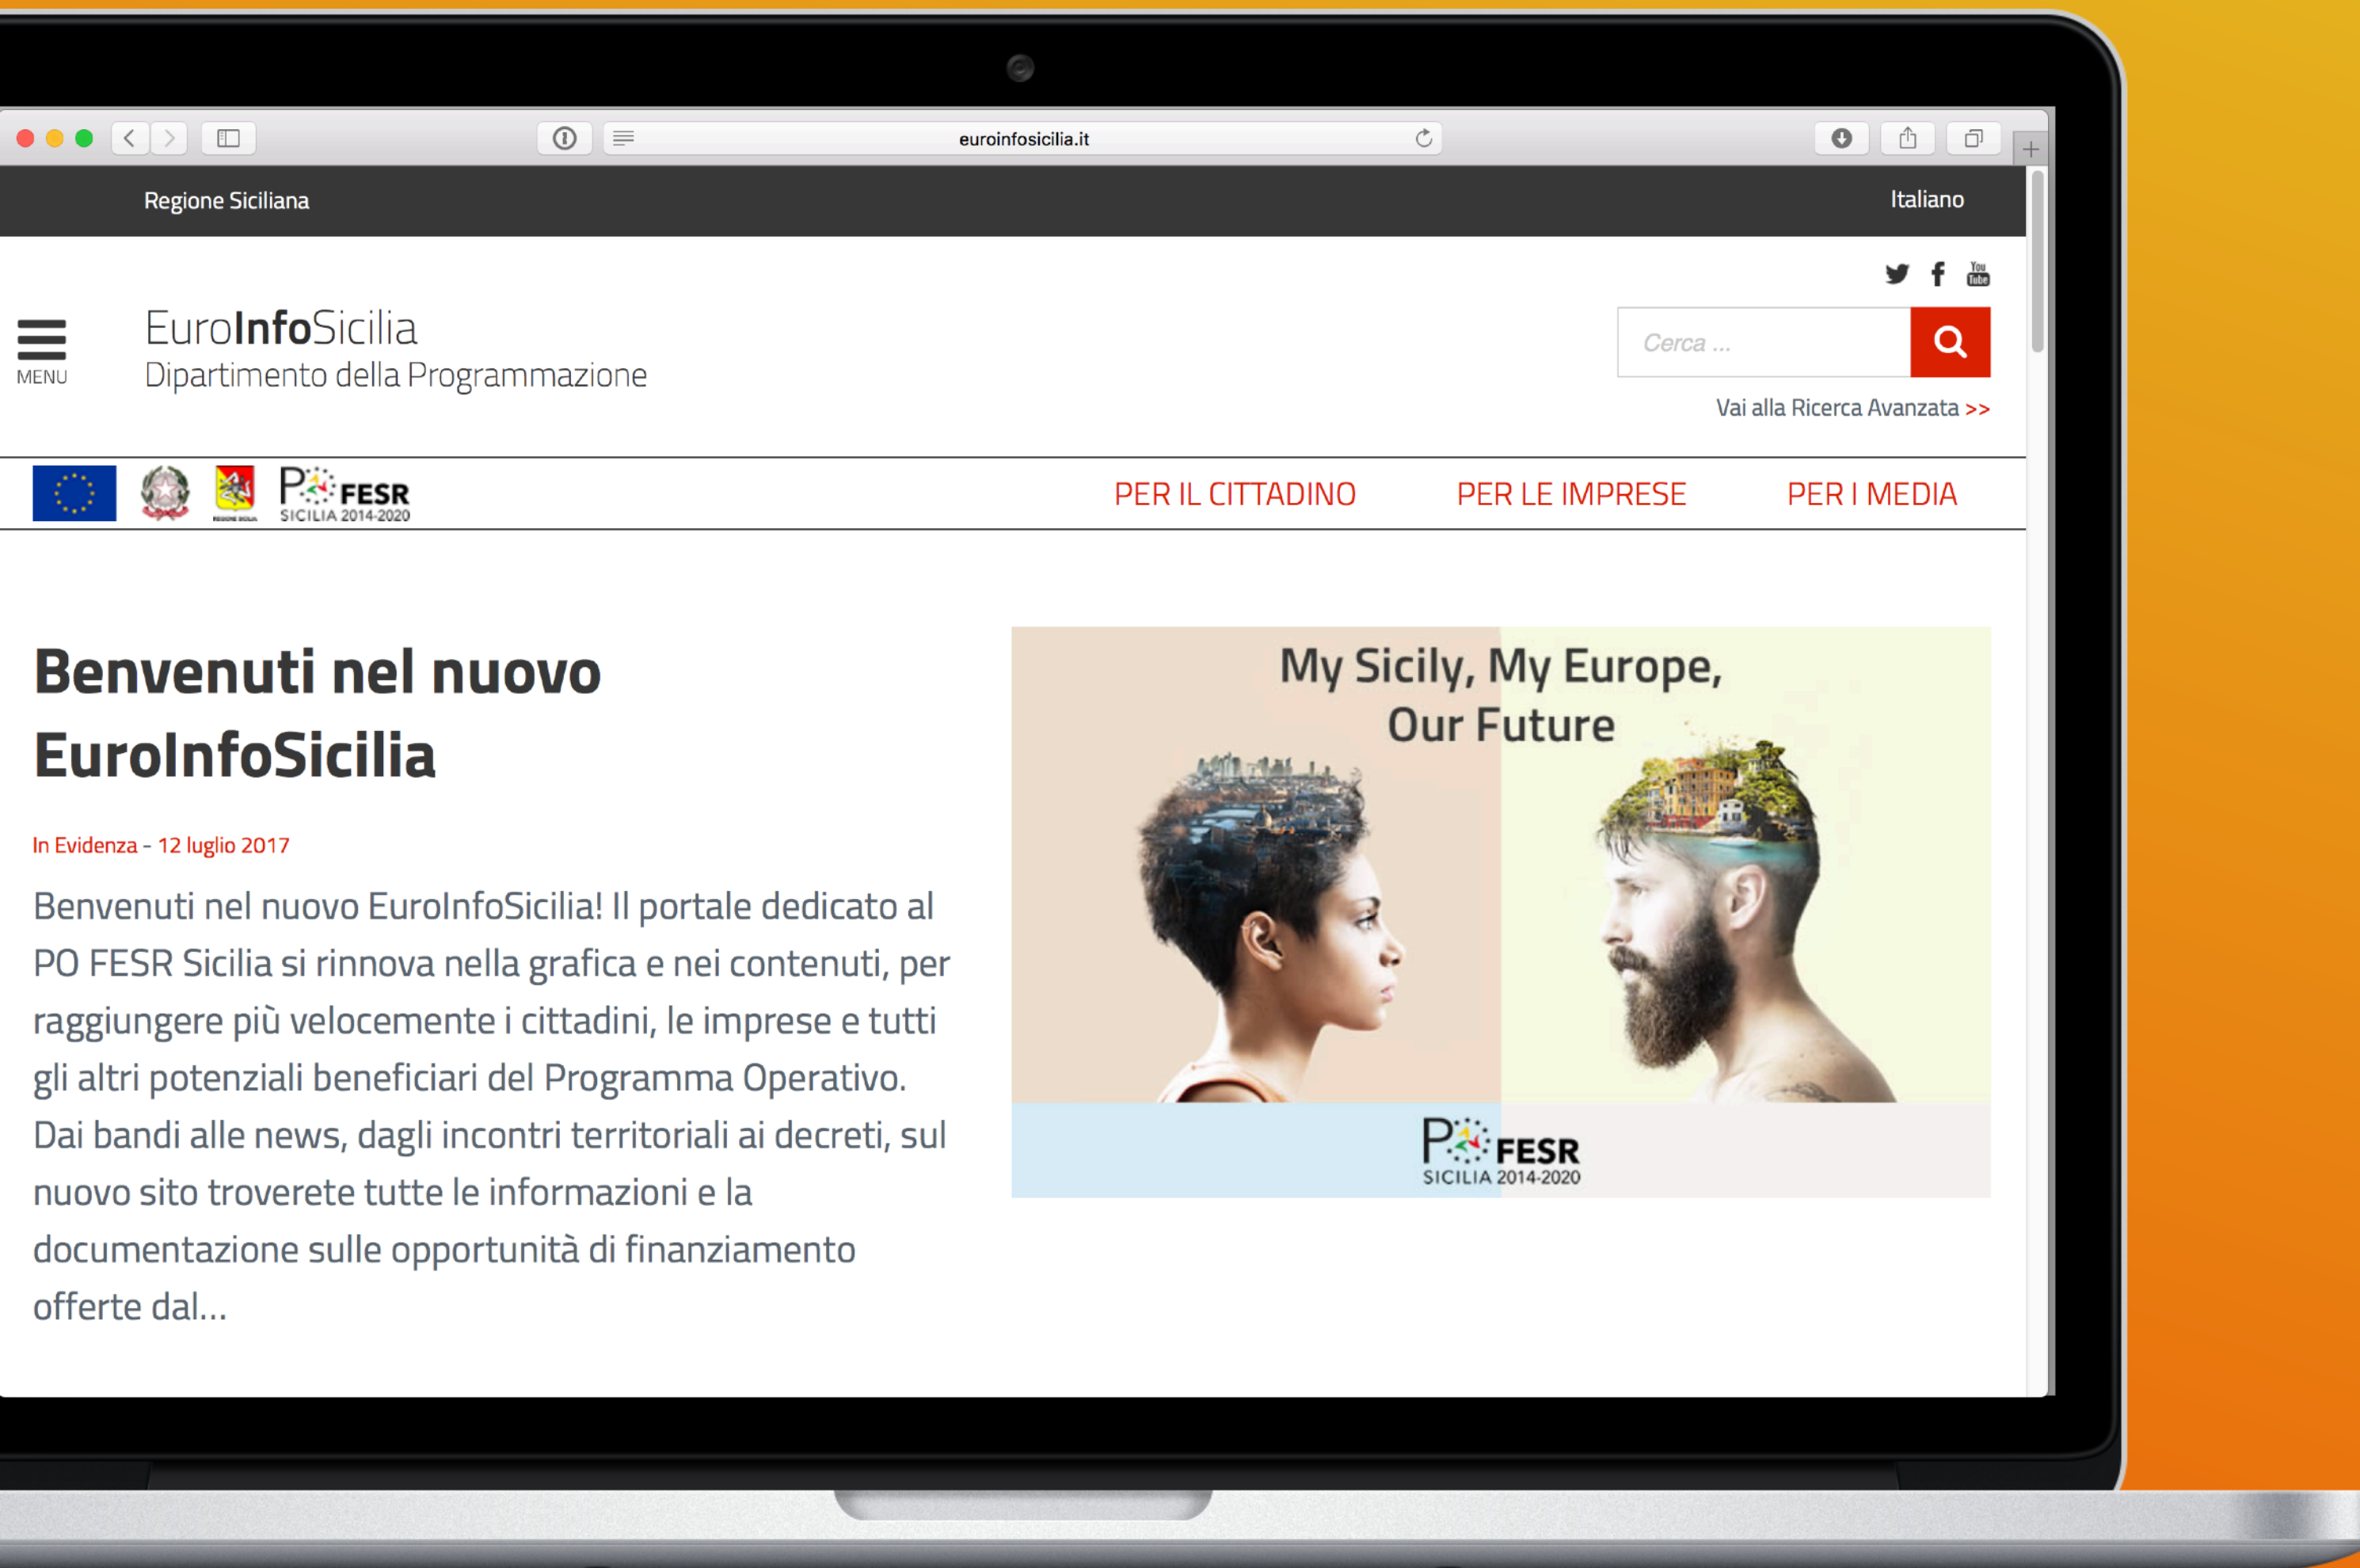 euroinfosicilia.it
Regione Siciliana
Italiano
You
Tube
EuroInfoSicilia
Dipartimento della Programmazione
MENU
Cerca ...
Vai alla Ricerca Avanzata >>
PO FESR
SICILIA 2014-2020
PER IL CITTADINO
PER LE IMPRESE
PER I MEDIA
Benvenuti nel nuovo
EuroInfoSicilia
In Evidenza - 12 luglio 2017
Benvenuti nel nuovo EuroInfoSicilia! Il portale dedicato al
PO FESR Sicilia si rinnova nella grafica e nei contenuti, per
raggiungere più velocemente i cittadini, le imprese e tutti
gli altri potenziali beneficiari del Programma Operativo.
Dai bandi alle news, dagli incontri territoriali ai decreti, sul
nuovo sito troverete tutte le informazioni e la
documentazione sulle opportunità di finanziamento
offerte dal...
My Sicily, My Europe,
Our Future
PO FESR
SICILIA 2014-2020